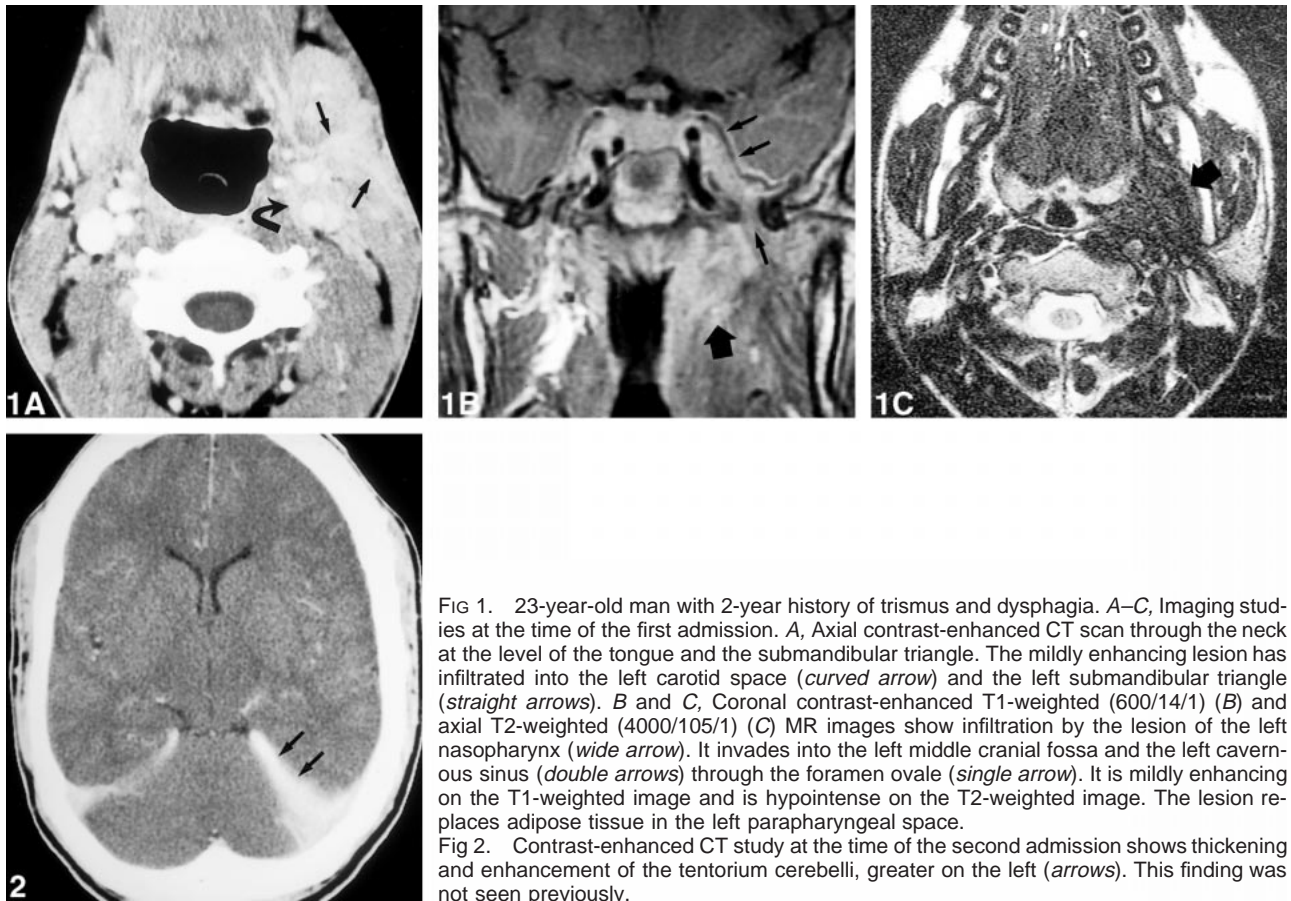 1A
1B
1C
2
FIG 1. 23-year-old man with 2-year history of trismus and dysphagia. A–C, Imaging stud-
ies at the time of the first admission. A, Axial contrast-enhanced CT scan through the neck
at the level of the tongue and the submandibular triangle. The mildly enhancing lesion has
infiltrated into the left carotid space (curved arrow) and the left submandibular triangle
(straight arrows). B and C, Coronal contrast-enhanced T1-weighted (600/14/1) (B) and
axial T2-weighted (4000/105/1) (C) MR images show infiltration by the lesion of the left
nasopharynx (wide arrow). It invades into the left middle cranial fossa and the left cavern-
ous sinus (double arrows) through the foramen ovale (single arrow). It is mildly enhancing
on the T1-weighted image and is hypointense on the T2-weighted image. The lesion re-
places adipose tissue in the left parapharyngeal space.
Fig 2. Contrast-enhanced CT study at the time of the second admission shows thickening
and enhancement of the tentorium cerebelli, greater on the left (arrows). This finding was
not seen previously.